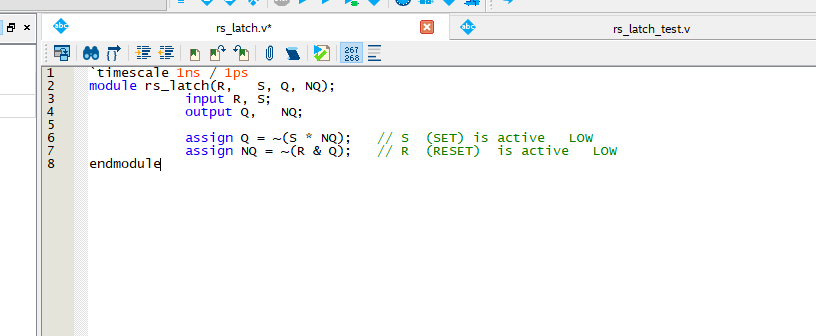 abc rs_latch.v* abc rs_latch_test.v
267
268
1 `timescale 1ns / 1ps
2 module rs_latch(R, S, Q, NQ);
3 input R, S;
4 output Q, NQ;
5
6 assign Q = ~(S * NQ); // S (SET) is active LOW
7 assign NQ = ~(R & Q); // R (RESET) is active LOW
8 endmodule